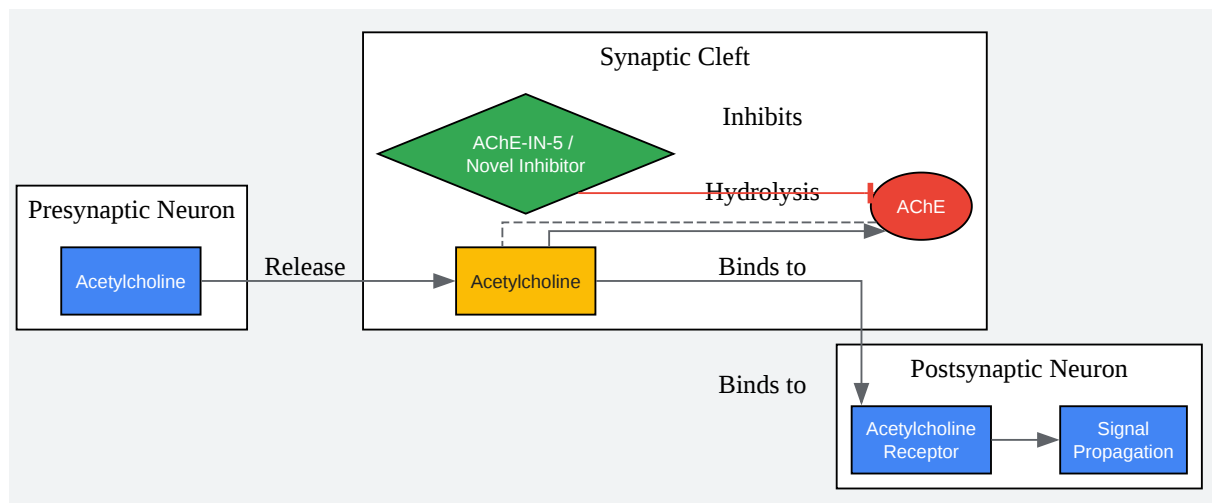 Synaptic Cleft
AChE-IN-5 /
Novel Inhibitor
Inhibits
Hydrolysis
AChE
Presynaptic Neuron
Acetylcholine
Release
Acetylcholine
Binds to
Binds to
Postsynaptic Neuron
Acetylcholine
Receptor
Signal
Propagation